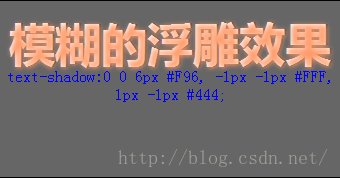 模糊的浮雕效果
text-shadow:0 0 6px #F96, -1px -1px #FFF,
1px -1px #444;
http://blog.csdn.net/